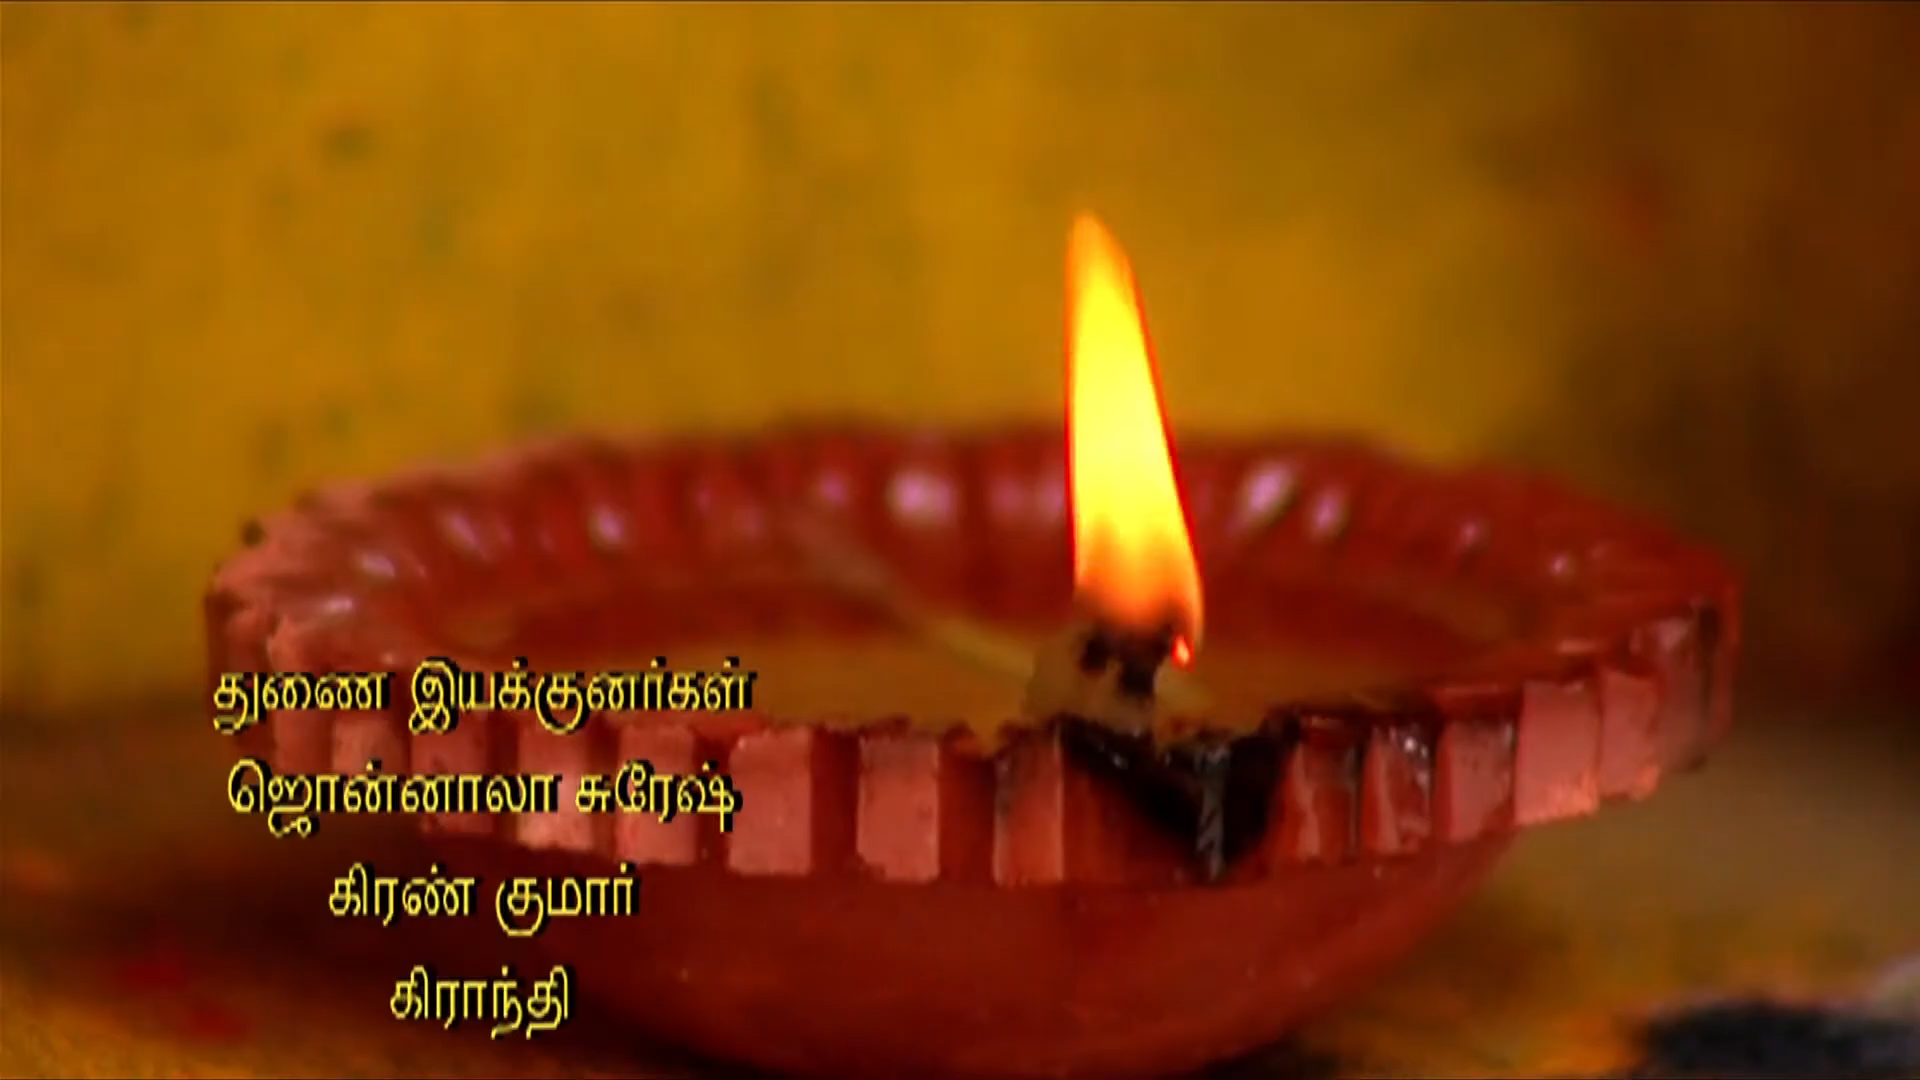 துணை இயக்குனர்கள்
ஜொன்னாலா சுரேஷ்
கிரண் குமார்
கிராந்தி